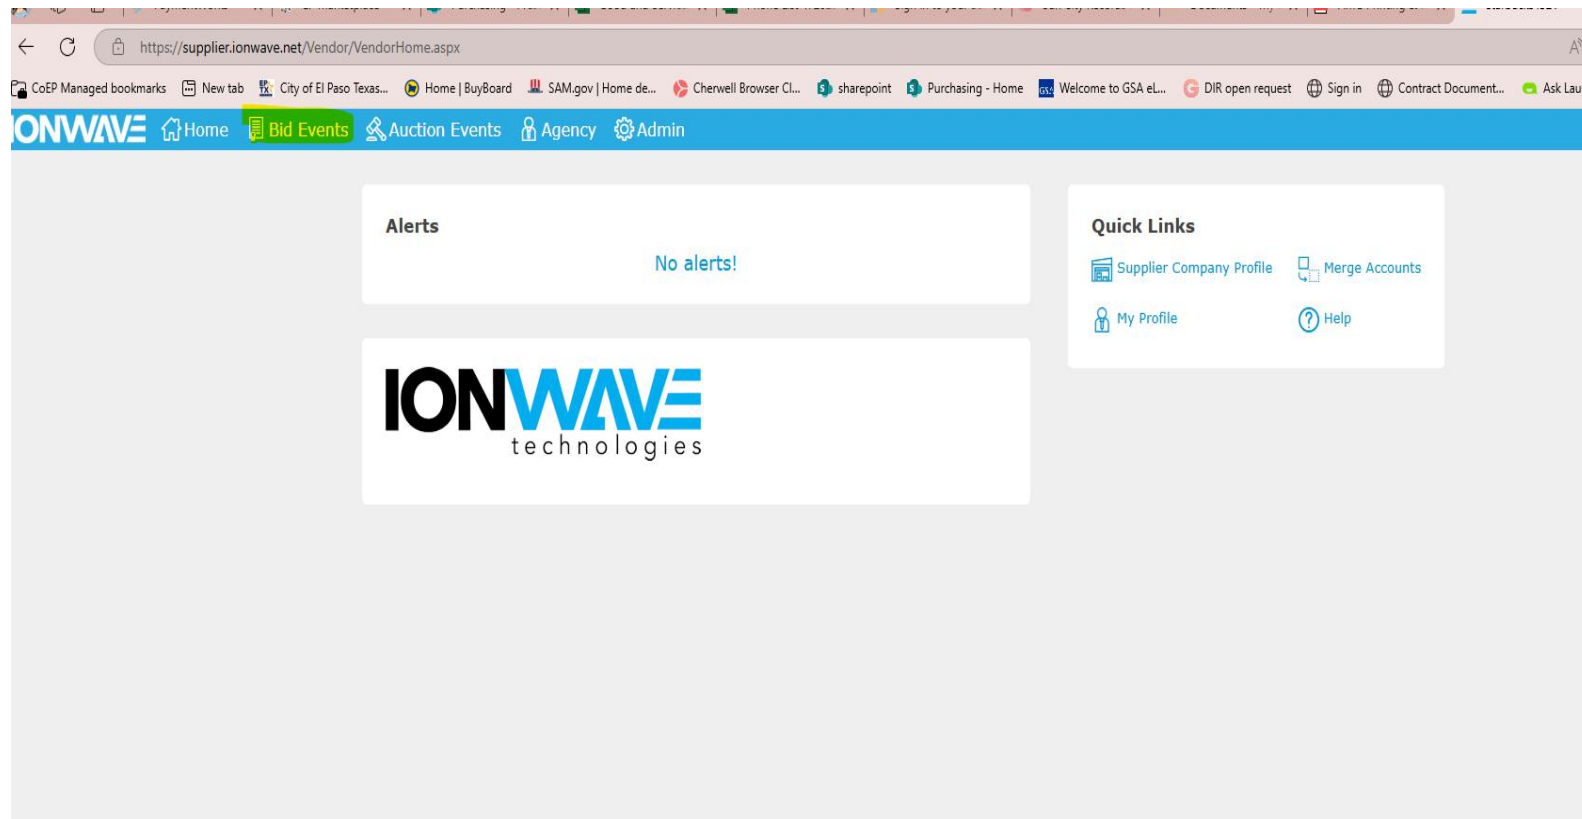 https://supplier.ionwave.net/Vendor/VendorHome.aspx
CoEP Managed bookmarks New tab City of El Paso Texas... Home | BuyBoard SAM.gov | Home de... Cherwell Browser Cl... sharepoint Purchasing - Home Welcome to GSA eL... DIR open request Sign in Contract Document... Ask Lau
IONWAVE Home Bid Events Auction Events Agency Admin
Alerts
No alerts!
Quick Links
Supplier Company Profile Merge Accounts
My Profile Help
IONWAVE
technologies